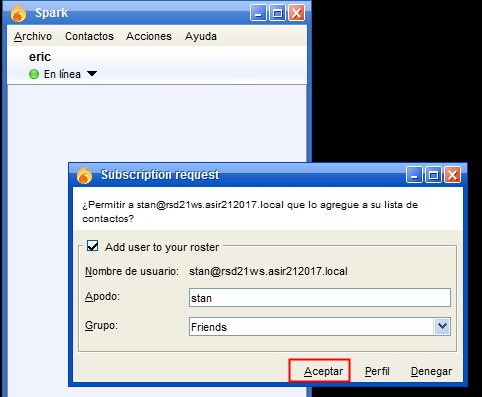 Spark
Archivo Contactos Acciones Ayuda
eric
En línea
Subscription request
¿Permitir a stan@rsd21ws.asir212017.local que lo agregue a su lista de
contactos?
Add user to your roster
Nombre de usuario: stan@rsd21ws.asir212017.local
Apodo: stan
Grupo: Friends
Aceptar Perfil Denegar